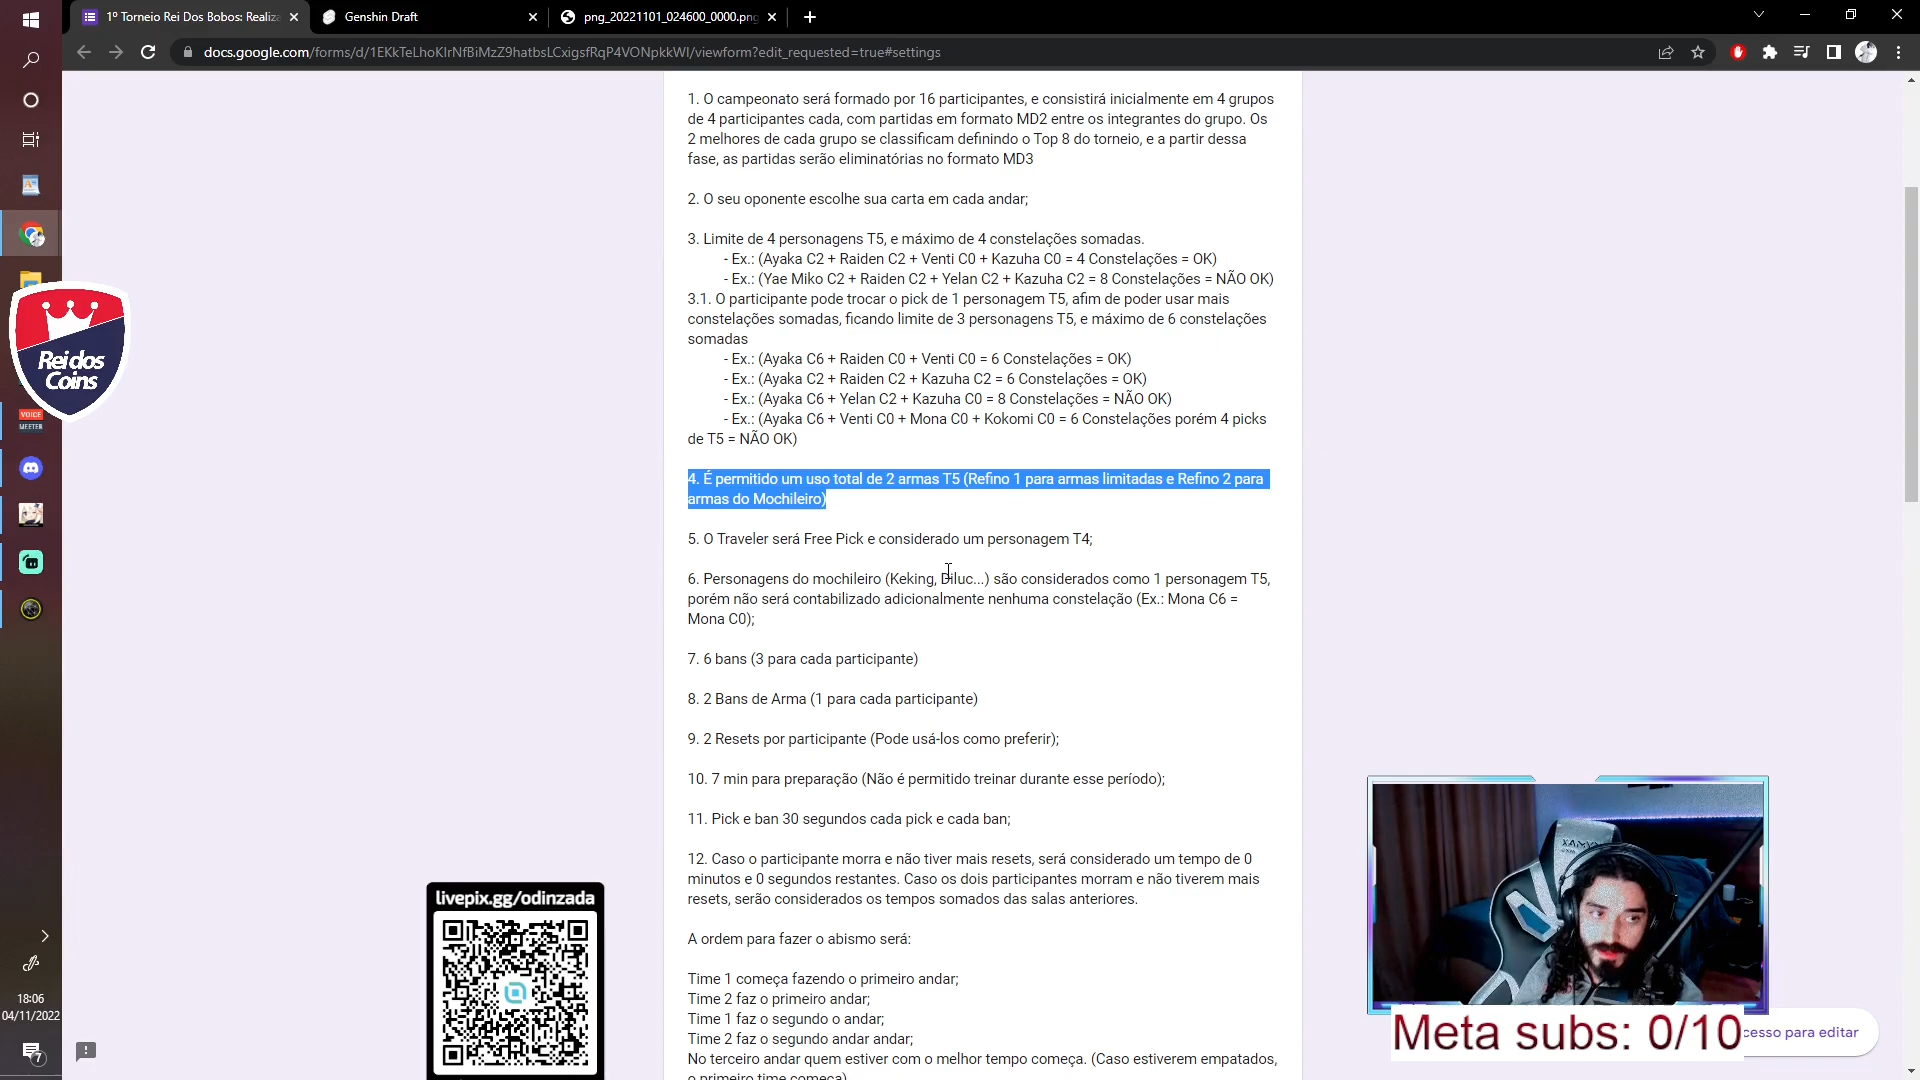 1º Torneio Rei Dos Bobos: Realiza
Genshin Draft
png_20221101_024600_0000.png
docs.google.com/forms/d/1EKkTeLhoKIrNfBiMzZ9hatbsLCxigsfRqP4VONpkkWI/viewform?edit_requested=true#settings
1. O campeonato será formado por 16 participantes, e consistirá inicialmente em 4 grupos
de 4 participantes cada, com partidas em formato MD2 entre os integrantes do grupo. Os
2 melhores de cada grupo se classificam definindo o Top 8 do torneio, e a partir dessa
fase, as partidas serão eliminatórias no formato MD3
2. O seu oponente escolhe sua carta em cada andar;
3. Limite de 4 personagens T5, e máximo de 4 constelações somadas.
- Ex.: (Ayaka C2 + Raiden C2 + Venti C0 + Kazuha C0 = 4 Constelações = OK)
- Ex.: (Yae Miko C2 + Raiden C2 + Yelan C2 + Kazuha C2 = 8 Constelações = NÃO OK)
3.1. O participante pode trocar o pick de 1 personagem T5, afim de poder usar mais
constelações somadas, ficando limite de 3 personagens T5, e máximo de 6 constelações
somadas
- Ex.: (Ayaka C6 + Raiden C0 + Venti C0 = 6 Constelações = OK)
- Ex.: (Ayaka C2 + Raiden C2 + Kazuha C2 = 6 Constelações = OK)
- Ex.: (Ayaka C6 + Yelan C2 + Kazuha C0 = 8 Constelações = NÃO OK)
- Ex.: (Ayaka C6 + Venti C0 + Mona C0 + Kokomi C0 = 6 Constelações porém 4 picks
de T5 = NÃO OK)
4. É permitido um uso total de 2 armas T5 (Refino 1 para armas limitadas e Refino 2 para
armas do Mochileiro)
5. O Traveler será Free Pick e considerado um personagem T4;
6. Personagens do mochileiro (Keking, Diluc...) são considerados como 1 personagem T5,
porém não será contabilizado adicionalmente nenhuma constelação (Ex.: Mona C6 =
Mona C0);
7. 6 bans (3 para cada participante)
8. 2 Bans de Arma (1 para cada participante)
9. 2 Resets por participante (Pode usá-los como preferir);
10. 7 min para preparação (Não é permitido treinar durante esse período);
11. Pick e ban 30 segundos cada pick e cada ban;
12. Caso o participante morra e não tiver mais resets, será considerado um tempo de 0
minutos e 0 segundos restantes. Caso os dois participantes morram e não tiverem mais
resets, serão considerados os tempos somados das salas anteriores.
A ordem para fazer o abismo será:
Time 1 começa fazendo o primeiro andar;
Time 2 faz o primeiro andar;
Time 1 faz o segundo o andar;
Time 2 faz o segundo andar andar;
No terceiro andar quem estiver com o melhor tempo começa. (Caso estiverem empatados,
o primeiro time começa)
Rei dos
Coins
VOICE
MEETER
18:06
04/11/2022
7
livepix.gg/odinzada
Meta subs: 0/10
cesso para editar